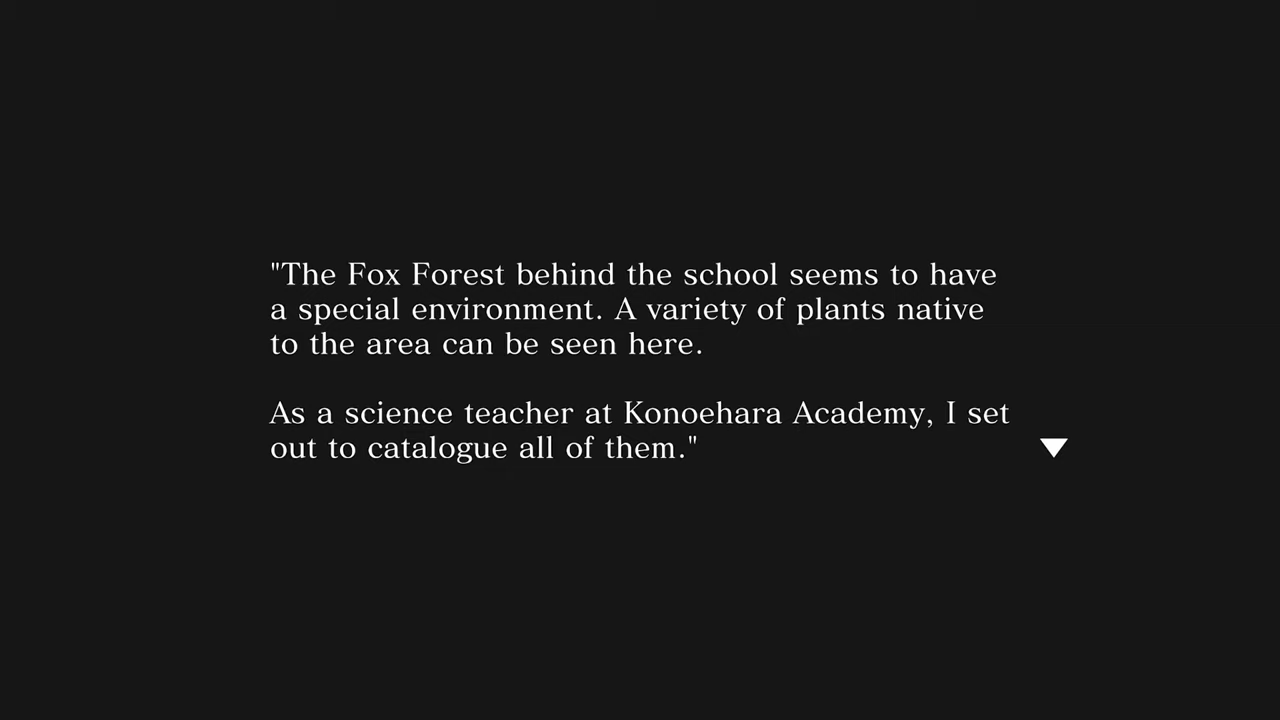 "The Fox Forest behind the school seems to have
a special environment. A variety of plants native
to the area can be seen here.
As a science teacher at Konoehara Academy, I set
out to catalogue all of them."